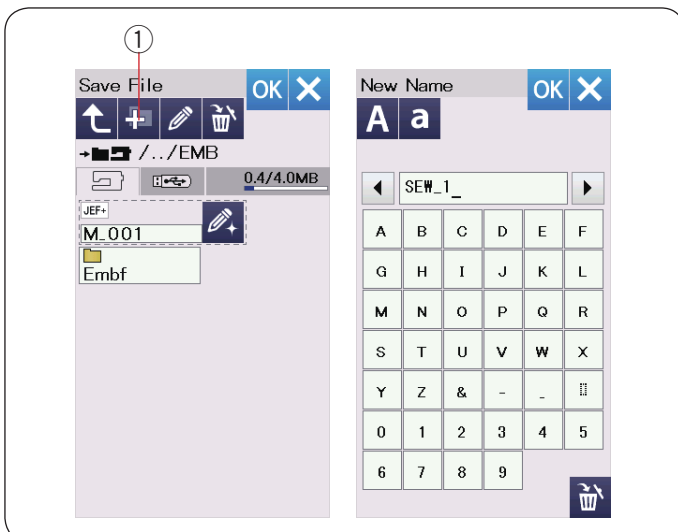 1
Save File OK
→ /../EMB
0.4/4.0MB
JEF+
M_001
Embf
New Name OK
A a
SEW_1_
A B C D E F
G H I J K L
M N O P Q R
S T U V W X
Y Z & - _
0 1 2 3 4 5
6 7 8 9